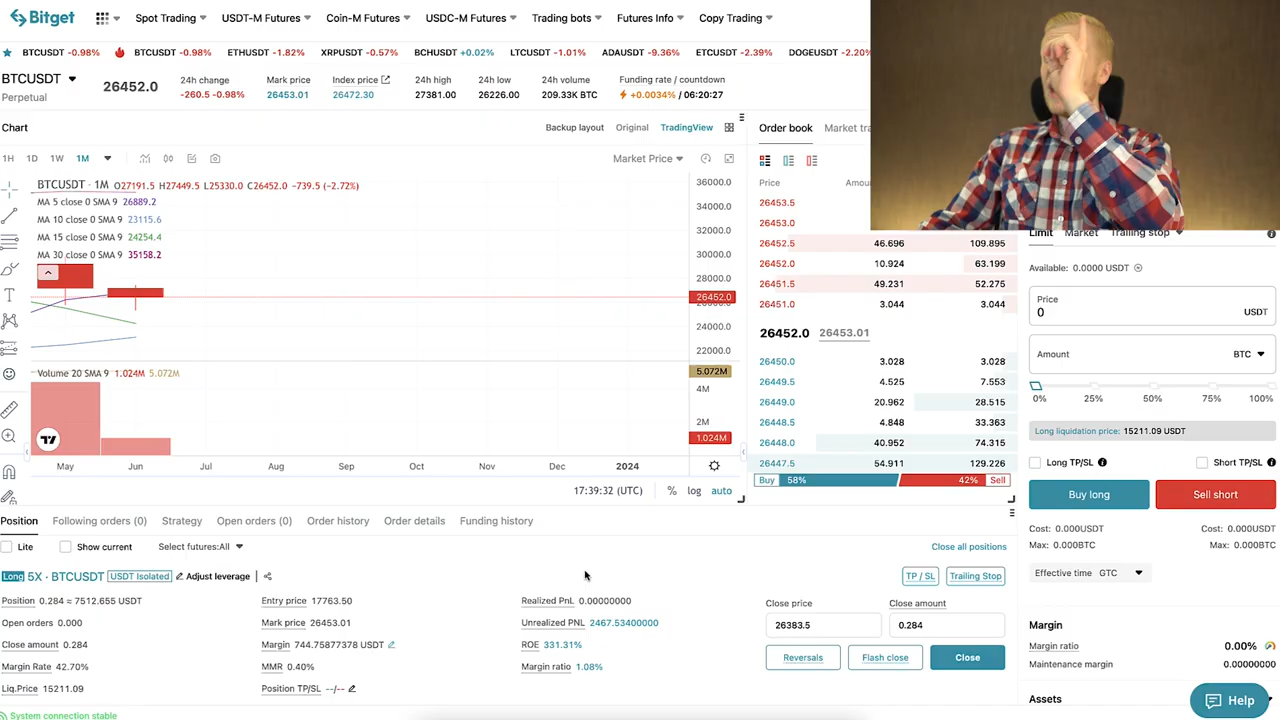 Bitget
Spot Trading USDT-M Futures Coin-M Futures USDC-M Futures Trading bots Futures Info Copy Trading
BTCUSDT -0.98% BTCUSDT -0.98% ETHUSDT -1.82% XRPUSDT -0.57% BCHUSDT +0.02% LTCUSDT -1.01% ADAUSDT -9.36% ETCUSDT -2.39% DOGEUSDT -2.20%
BTCUSDT
Perpetual
26452.0
24h change
-260.5 -0.98%
Mark price
26453.01
Index price
26472.30
24h high
27381.00
24h low
26226.00
24h volume
209.33K BTC
Funding rate / countdown
+0.0034% / 06:20:27
Chart
Backup layout Original TradingView
1H 1D 1W 1M
Market Price
BTCUSDT · 1M O27191.5 H27449.5 L25330.0 C26452.0 -739.5 (-2.72%)
MA 5 close 0 SMA 9 26889.2
MA 10 close 0 SMA 9 23115.6
MA 15 close 0 SMA 9 24254.4
MA 30 close 0 SMA 9 35158.2
36000.0
34000.0
32000.0
30000.0
28000.0
26452.0
24000.0
22000.0
Volume 20 SMA 9 1.024M 5.072M
5.072M
4M
2M
1.024M
May Jun Jul Aug Sep Oct Nov Dec 2024
17:39:32 (UTC) % log auto
Order book Market
Price
26453.5
26453.0
26452.5 46.696 109.895
26452.0 10.924 63.199
26451.5 49.231 52.275
26451.0 3.044 3.044
26452.0 26453.01
26450.0 3.028 3.028
26449.5 4.525 7.553
26449.0 20.962 28.515
26448.5 4.848 33.363
26448.0 40.952 74.315
26447.5 54.911 129.226
Buy 58% 42% Sell
Limit Market Trailing stop
Available: 0.0000 USDT
Price
0 USDT
Amount BTC
0% 25% 50% 75% 100%
Long liquidation price: 15211.09 USDT
Long TP/SL Short TP/SL
Buy long Sell short
Cost: 0.000USDT Cost: 0.000USDT
Max: 0.000BTC Max: 0.000BTC
Effective time GTC
Margin
Margin ratio 0.00%
Maintenance margin 0.00000000
Assets
Help
Position Following orders (0) Strategy Open orders (0) Order history Order details Funding history
Lite Show current Select futures:All Close all positions
Long 5X · BTCUSDT USDT Isolated Adjust leverage TP / SL Trailing Stop
Position 0.284 ≈ 7512.655 USDT
Open orders 0.000
Close amount 0.284
Margin Rate 42.70%
Liq.Price 15211.09
Entry price 17763.50
Mark price 26453.01
Margin 744.75877378 USDT
MMR 0.40%
Position TP/SL --/--
Realized PnL 0.00000000
Unrealized PNL 2467.53400000
ROE 331.31%
Margin ratio 1.08%
Close price Close amount
26383.5 0.284
Reversals Flash close Close
System connection stable